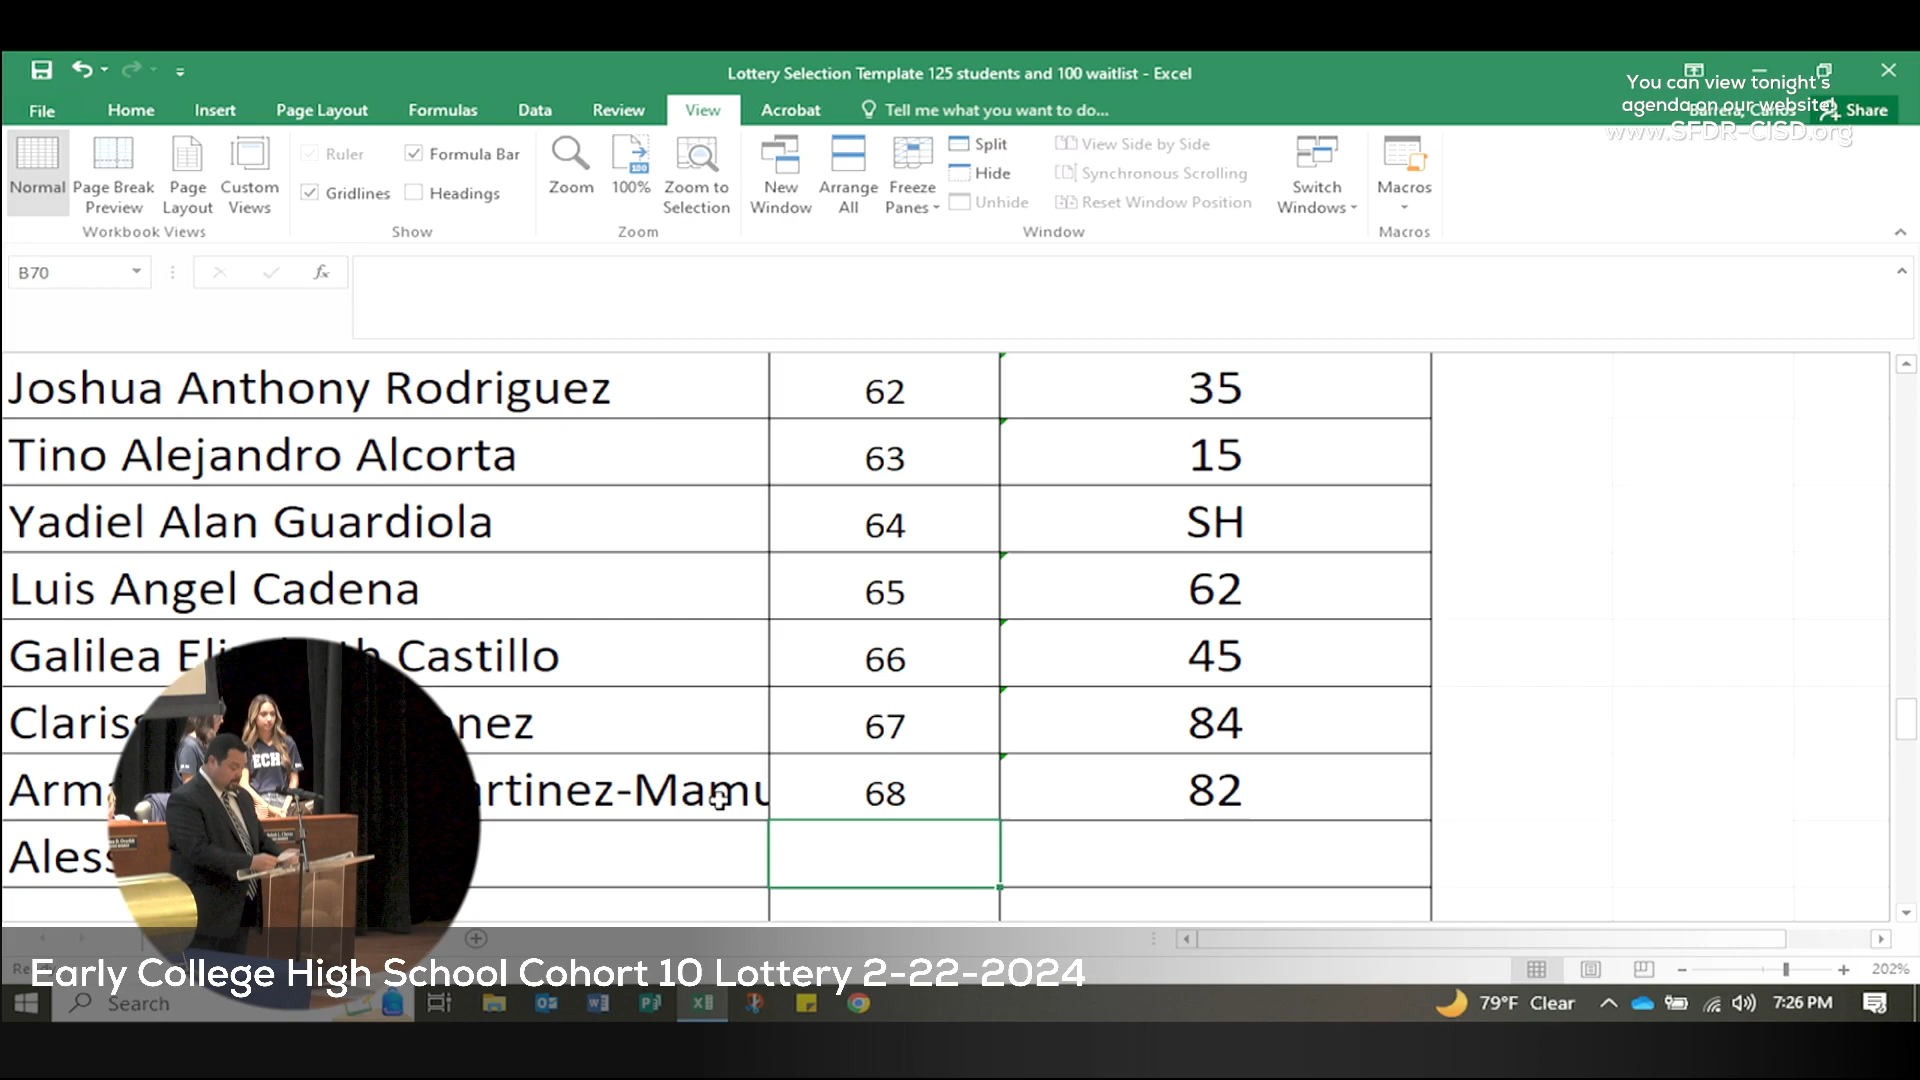 Lottery Selection Template 125 students and 100 waitlist - Excel
You can view tonight's
agenda on our website!
www.SFDR-CISD.org
File Home Insert Page Layout Formulas Data Review View Acrobat Tell me what you want to do... Barrera, Carlos Share
Normal Page Break Preview Page Layout Custom Views
Workbook Views
Ruler Formula Bar
Gridlines Headings
Show
Zoom 100% Zoom to Selection
Zoom
New Window Arrange All Freeze Panes
Split View Side by Side
Hide Synchronous Scrolling
Unhide Reset Window Position
Switch Windows
Window
Macros
Macros
B70 fx
Joshua Anthony Rodriguez 62 35
Tino Alejandro Alcorta 63 15
Yadiel Alan Guardiola 64 SH
Luis Angel Cadena 65 62
Galilea Castillo 66 45
67 84
68 82
ECH
Early College High School Cohort 10 Lottery 2-22-2024
202%
Search
79°F Clear 7:26 PM